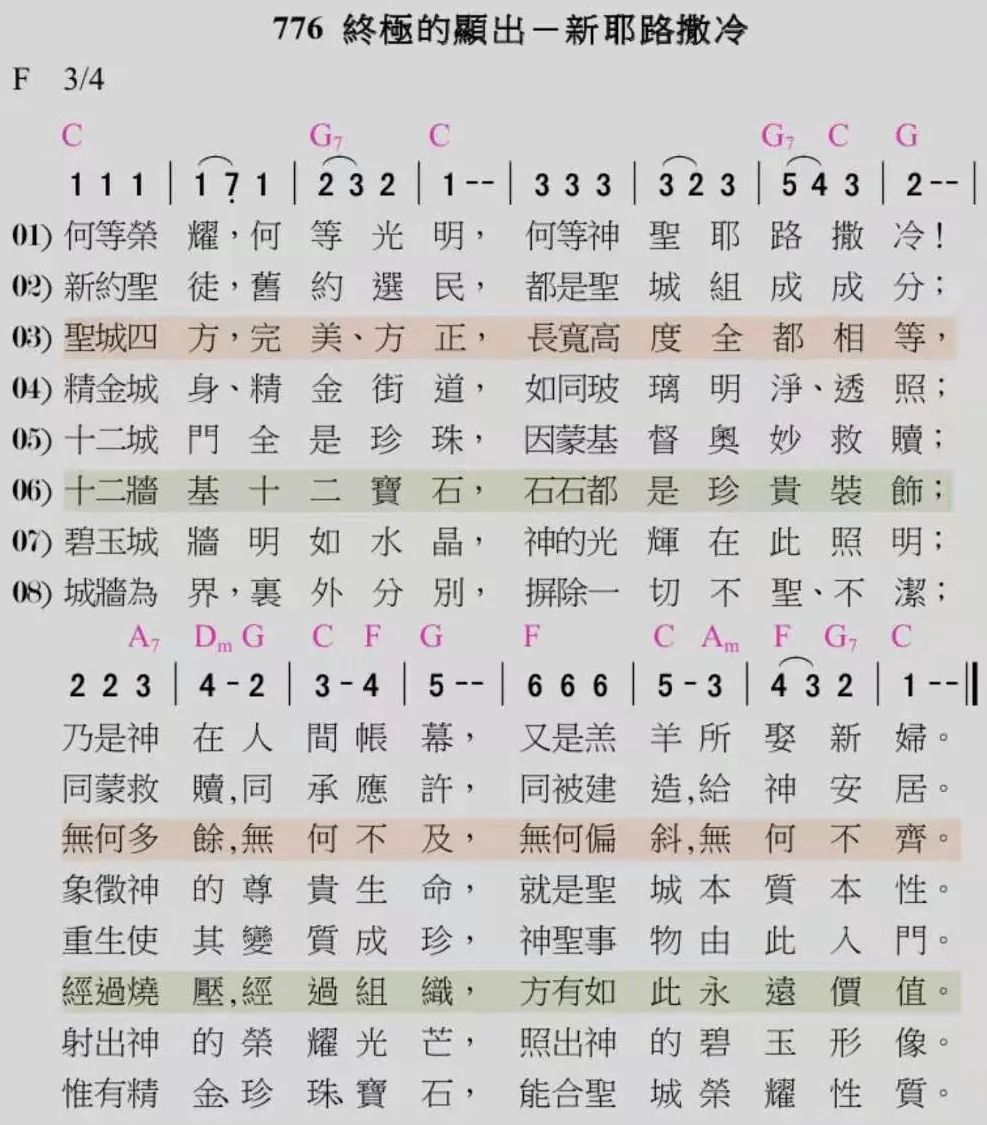 776 終極的顯出－新耶路撒冷
F 3/4
C G7 C G7 C G
1 1 1 | 1 7̣ 1 | 2 3 2 | 1 - - | 3 3 3 | 3 2 3 | 5 4 3 | 2 - - |
01) 何等榮耀，何等光明，何等神聖耶路撒冷！
02) 新約聖徒，舊約選民，都是聖城組成成分；
03) 聖城四方，完美、方正，長寬高度全都相等，
04) 精金城身、精金街道，如同玻璃明淨、透照；
05) 十二城門全是珍珠，因蒙基督奧妙救贖；
06) 十二牆基十二寶石，石石都是珍貴裝飾；
07) 碧玉城牆明如水晶，神的光輝在此照明；
08) 城牆為界，裏外分別，摒除一切不聖、不潔；
A7 Dm G C F G F C Am F G7 C
2 2 3 | 4 - 2 | 3 - 4 | 5 - - | 6 6 6 | 5 - 3 | 4 3 2 | 1 - - ||
乃是神在人間帳幕，又是羔羊所娶新婦。
同蒙救贖,同承應許，同被建造,給神安居。
無何多餘,無何不及，無何偏斜,無何不齊。
象徵神的尊貴生命，就是聖城本質本性。
重生使其變質成珍，神聖事物由此入門。
經過燒壓,經過組織，方有如此永遠價值。
射出神的榮耀光芒，照出神的碧玉形像。
惟有精金、珍珠、寶石，能合聖城榮耀性質。